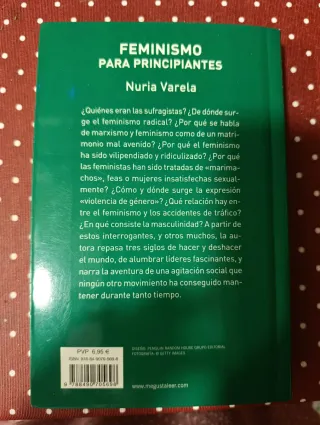 FEMINISMO
PARA PRINCIPIANTES
Nuria Varela
¿Quiénes eran las sufragistas? ¿De dónde sur-
ge el feminismo radical? ¿Por qué se habla
de marxismo y feminismo como de un matri-
monio mal avenido? ¿Por qué el feminismo
ha sido vilipendiado y ridiculizado? ¿Por qué
las feministas han sido tratadas de «marima-
chos», feas o mujeres insatisfechas sexual-
mente? ¿Cómo y dónde surge la expresión
«violencia de género»? ¿Qué relación hay entre
el feminismo y los accidentes de tráfico?
¿En qué consiste la masculinidad? A partir de
estos interrogantes, y otros muchos, la au-
tora repasa tres siglos de hacer y deshacer
el mundo, de alumbrar líderes fascinantes, y
narra la aventura de una agitación social que
ningún otro movimiento ha conseguido man-
tener durante tanto tiempo.
PVP 6,95 €
www.megustaleer.com